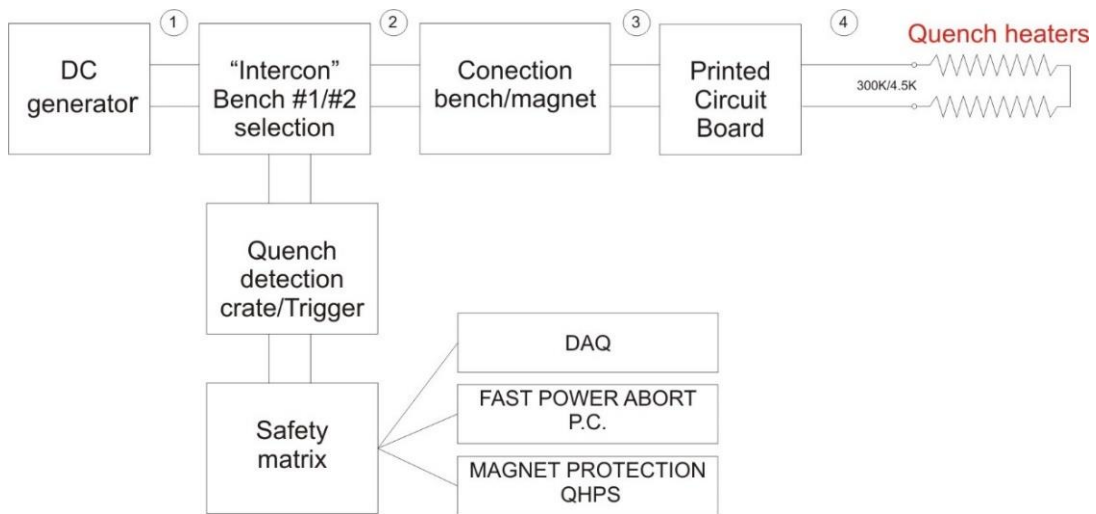 1
2
3
4
Quench heaters
DC
generator
“Intercon”
Bench #1/#2
selection
Conection
bench/magnet
Printed
Circuit
Board
300K/4.5K
Quench
detection
crate/Trigger
Safety
matrix
DAQ
FAST POWER ABORT
P.C.
MAGNET PROTECTION
QHPS